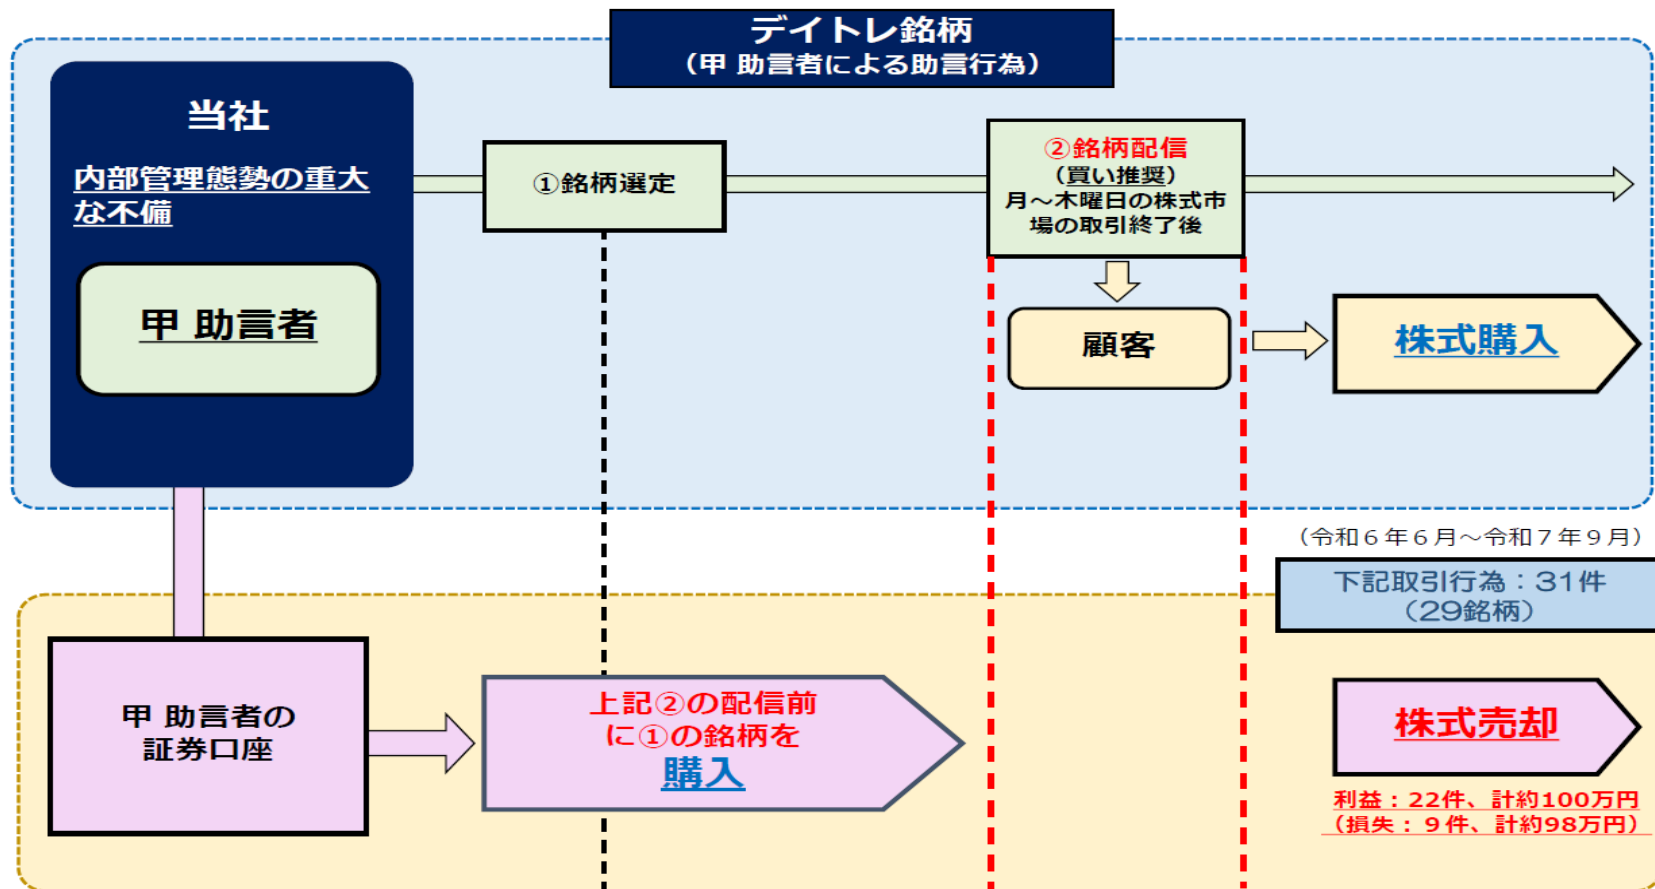 デイトレ銘柄
（甲 助言者による助言行為）
当社
内部管理態勢の重大
な不備
甲 助言者
①銘柄選定
②銘柄配信
（買い推奨）
月～木曜日の株式市
場の取引終了後
顧客
株式購入
（令和６年６月～令和７年９月）
下記取引行為：31件
（29銘柄）
甲 助言者の
証券口座
上記②の配信前
に①の銘柄を
購入
株式売却
利益：22件、計約100万円
（損失：９件、計約98万円）